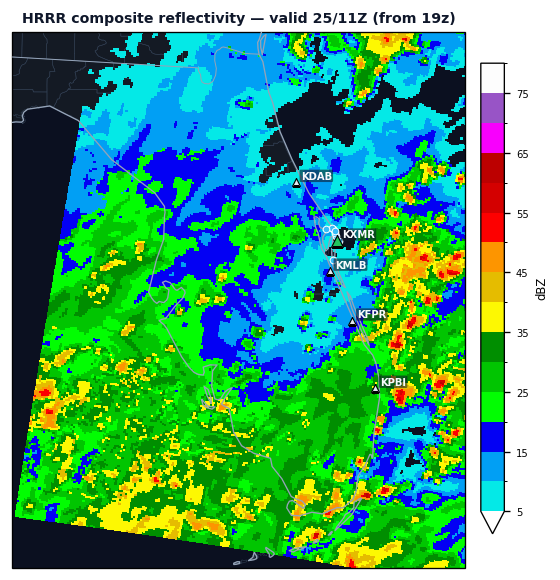 HRRR composite reflectivity — valid 25/11Z (from 19z)
KDAB
KXMR
KMLB
KFPR
KPBI
75
65
55
45
35
25
15
5
dBZ